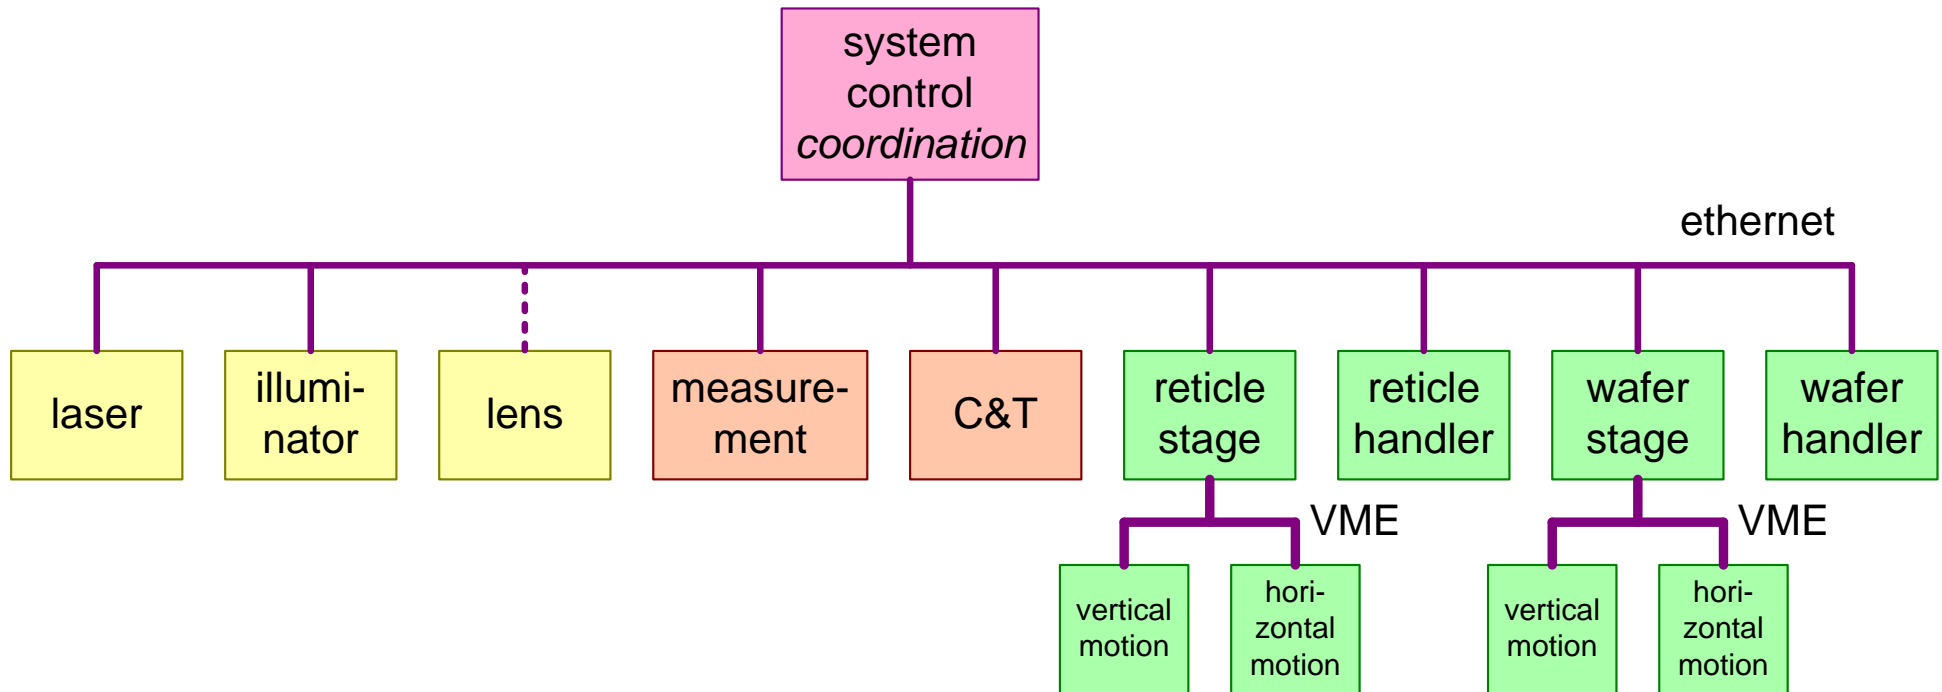 system
control
coordination
ethernet
laser
illumi-
nator
lens
measure-
ment
C&T
reticle
stage
reticle
handler
wafer
stage
wafer
handler
VME
VME
vertical
motion
hori-
zontal
motion
vertical
motion
hori-
zontal
motion